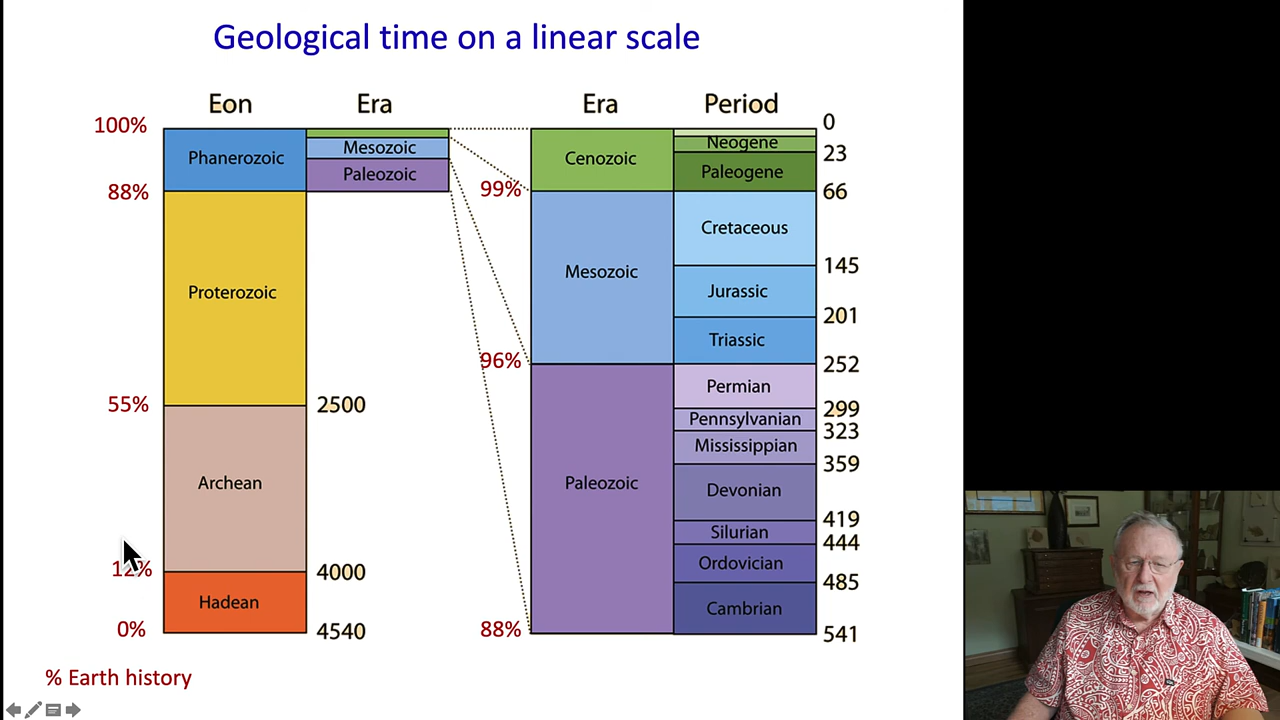 Geological time on a linear scale
Eon
Era
Era
Period
100%
88%
55%
12%
0%
Phanerozoic
Proterozoic
Archean
Hadean
Mesozoic
Paleozoic
2500
4000
4540
99%
96%
88%
Cenozoic
Mesozoic
Paleozoic
Neogene
Paleogene
Cretaceous
Jurassic
Triassic
Permian
Pennsylvanian
Mississippian
Devonian
Silurian
Ordovician
Cambrian
0
23
66
145
201
252
299
323
359
419
444
485
541
% Earth history